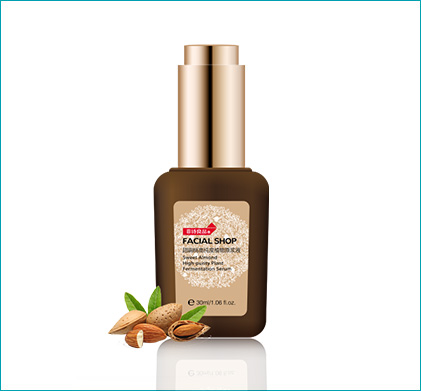 FACIAL SHOP
Sweet Almond
High-purity Plant
Fermentation Serum
℮ 30ml/1.06 fl.oz.